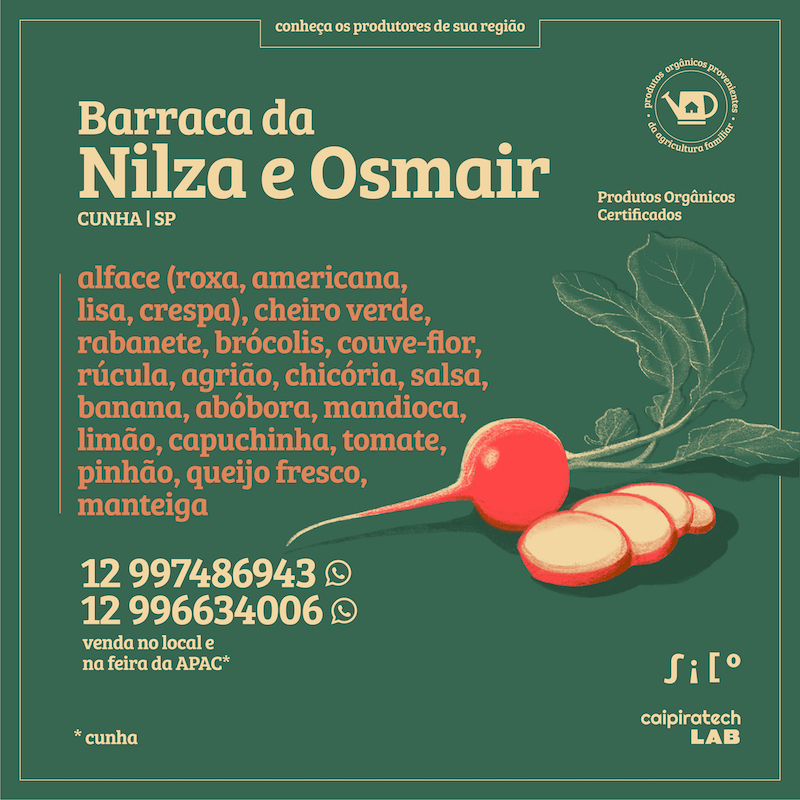 conheça os produtores de sua região
produtos orgânicos provenientes
• da agricultura familiar •
Barraca da
Nilza e Osmair
CUNHA | SP
Produtos Orgânicos
Certificados
alface (roxa, americana,
lisa, crespa), cheiro verde,
rabanete, brócolis, couve-flor,
rúcula, agrião, chicória, salsa,
banana, abóbora, mandioca,
limão, capuchinha, tomate,
pinhão, queijo fresco,
manteiga
12 997486943
12 996634006
venda no local e
na feira da APAC*
* cunha
caipiratech
LAB